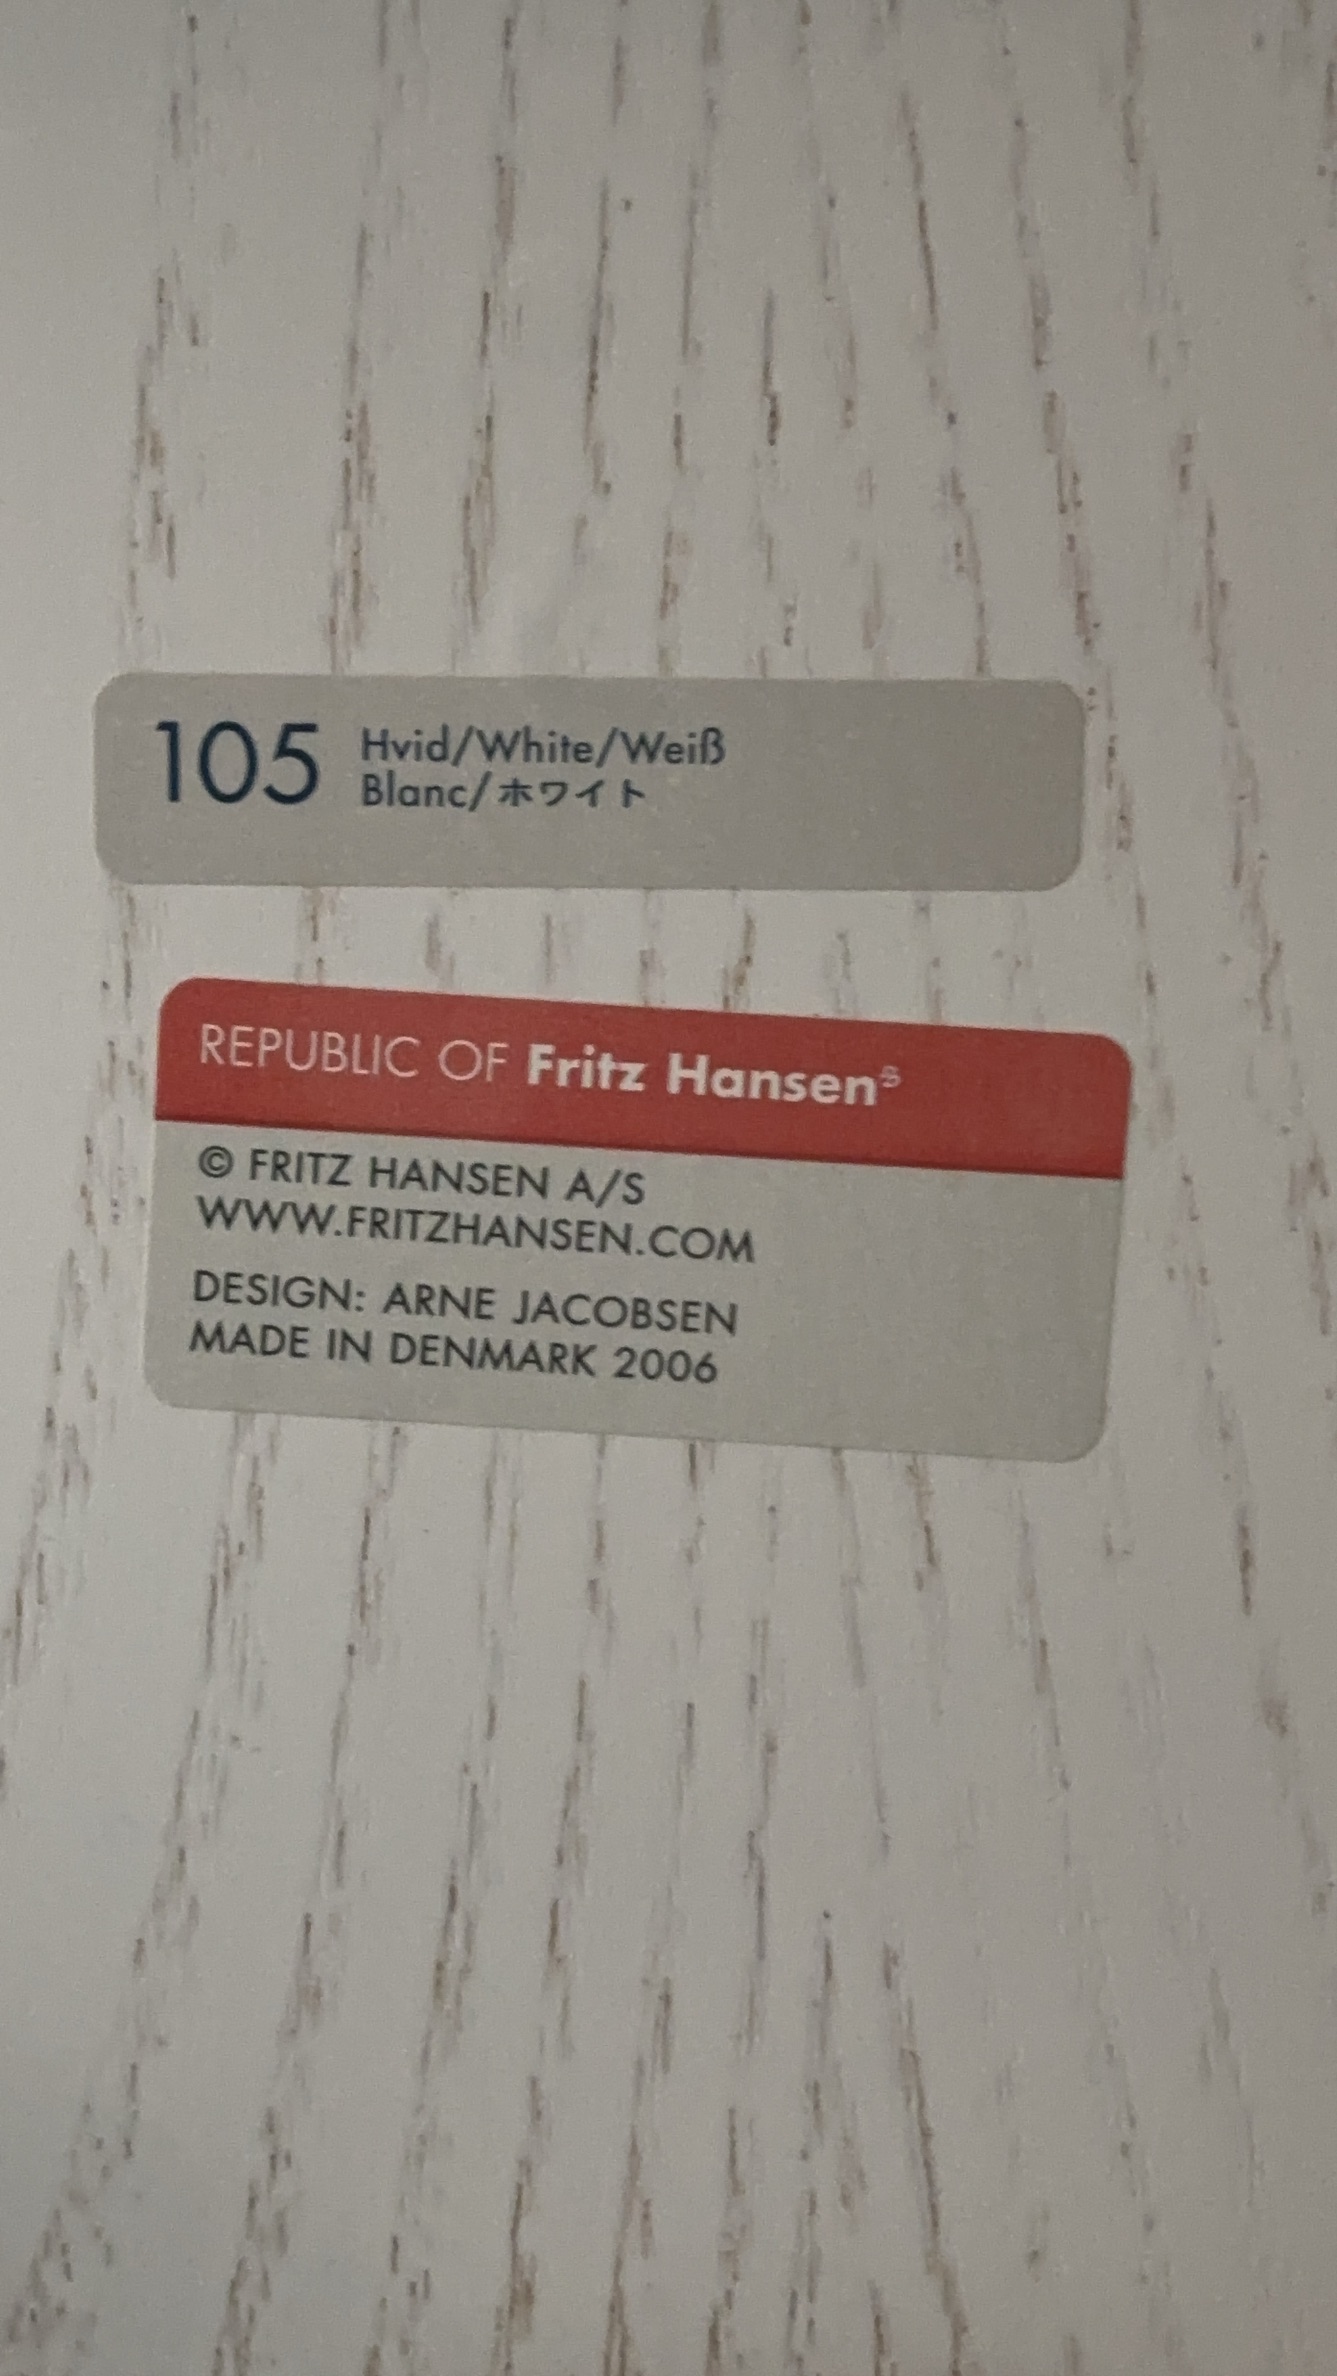 105 Hvid/White/Weiß
Blanc/ホワイト
REPUBLIC OF Fritz Hansen®
© FRITZ HANSEN A/S
WWW.FRITZHANSEN.COM
DESIGN: ARNE JACOBSEN
MADE IN DENMARK 2006